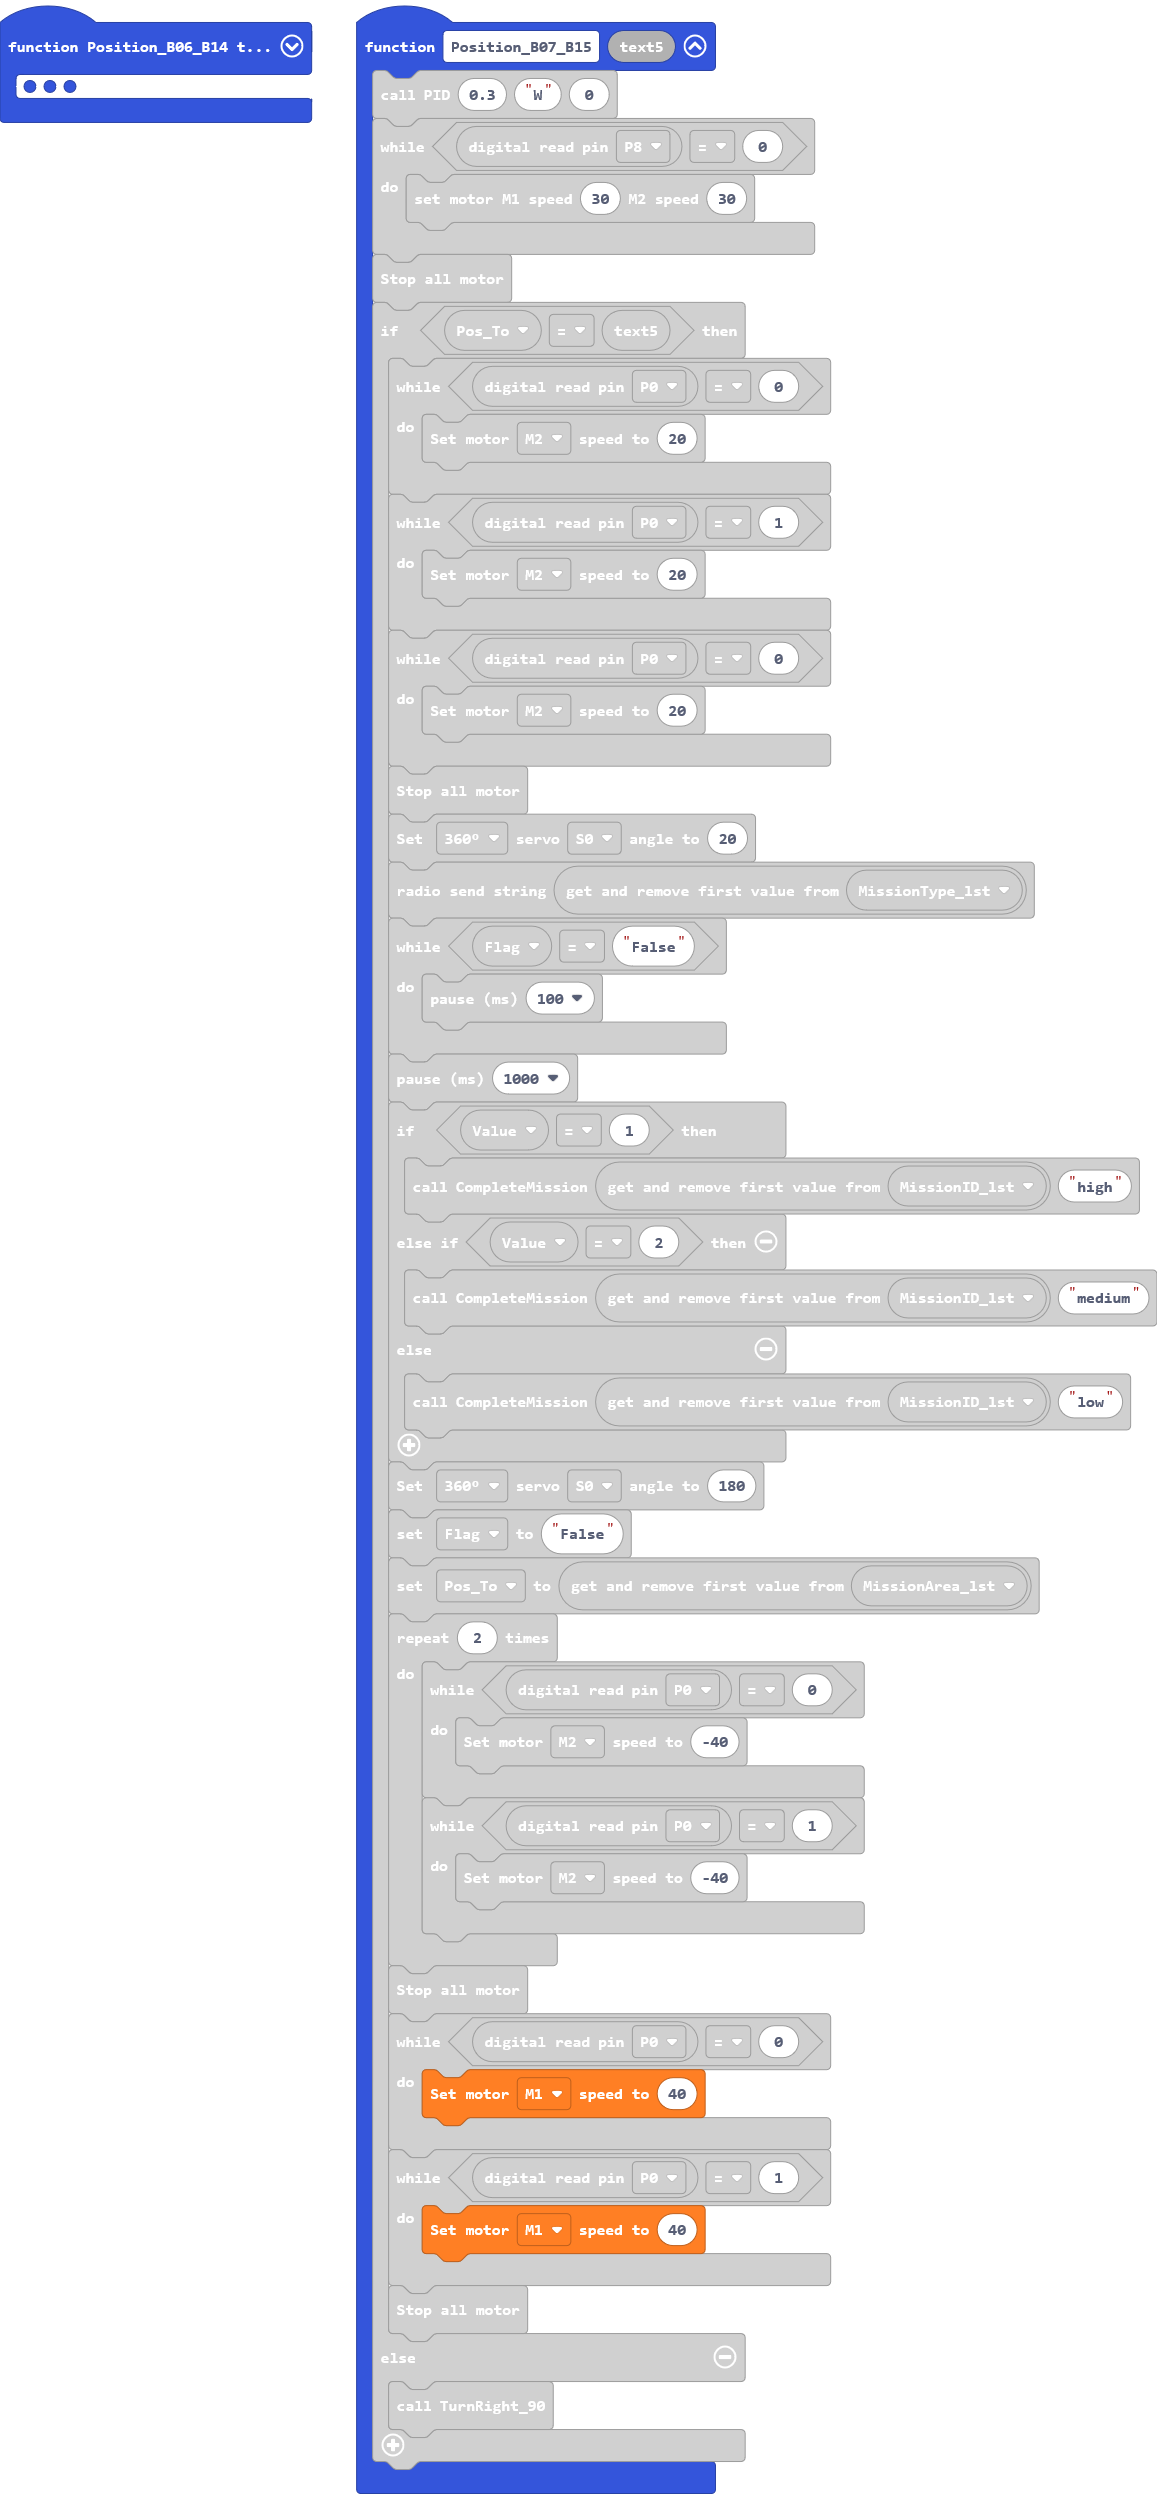 function Position_B06_B14 t...
function Position_B07_B15 text5
call PID 0.3 "W" 0
while digital read pin P8 = 0
do set motor M1 speed 30 M2 speed 30
Stop all motor
if Pos_To = text5 then
while digital read pin P0 = 0
do Set motor M2 speed to 20
while digital read pin P0 = 1
do Set motor M2 speed to 20
while digital read pin P0 = 0
do Set motor M2 speed to 20
Stop all motor
Set 360° servo S0 angle to 20
radio send string get and remove first value from MissionType_lst
while Flag = "False"
do pause (ms) 100
pause (ms) 1000
if Value = 1 then
call CompleteMission get and remove first value from MissionID_lst "high"
else if Value = 2 then
call CompleteMission get and remove first value from MissionID_lst "medium"
else
call CompleteMission get and remove first value from MissionID_lst "low"
Set 360° servo S0 angle to 180
set Flag to "False"
set Pos_To to get and remove first value from MissionArea_lst
repeat 2 times
do while digital read pin P0 = 0
do Set motor M2 speed to -40
while digital read pin P0 = 1
do Set motor M2 speed to -40
Stop all motor
while digital read pin P0 = 0
do Set motor M1 speed to 40
while digital read pin P0 = 1
do Set motor M1 speed to 40
Stop all motor
else
call TurnRight_90